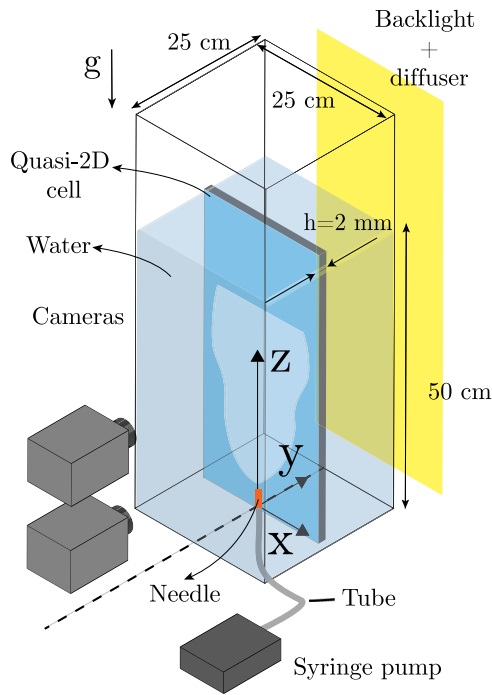 Backlight
+
diffuser
25 cm
25 cm
g
Quasi-2D
cell
h=2 mm
Water
Cameras
z
50 cm
y
x
Needle
Tube
Syringe pump